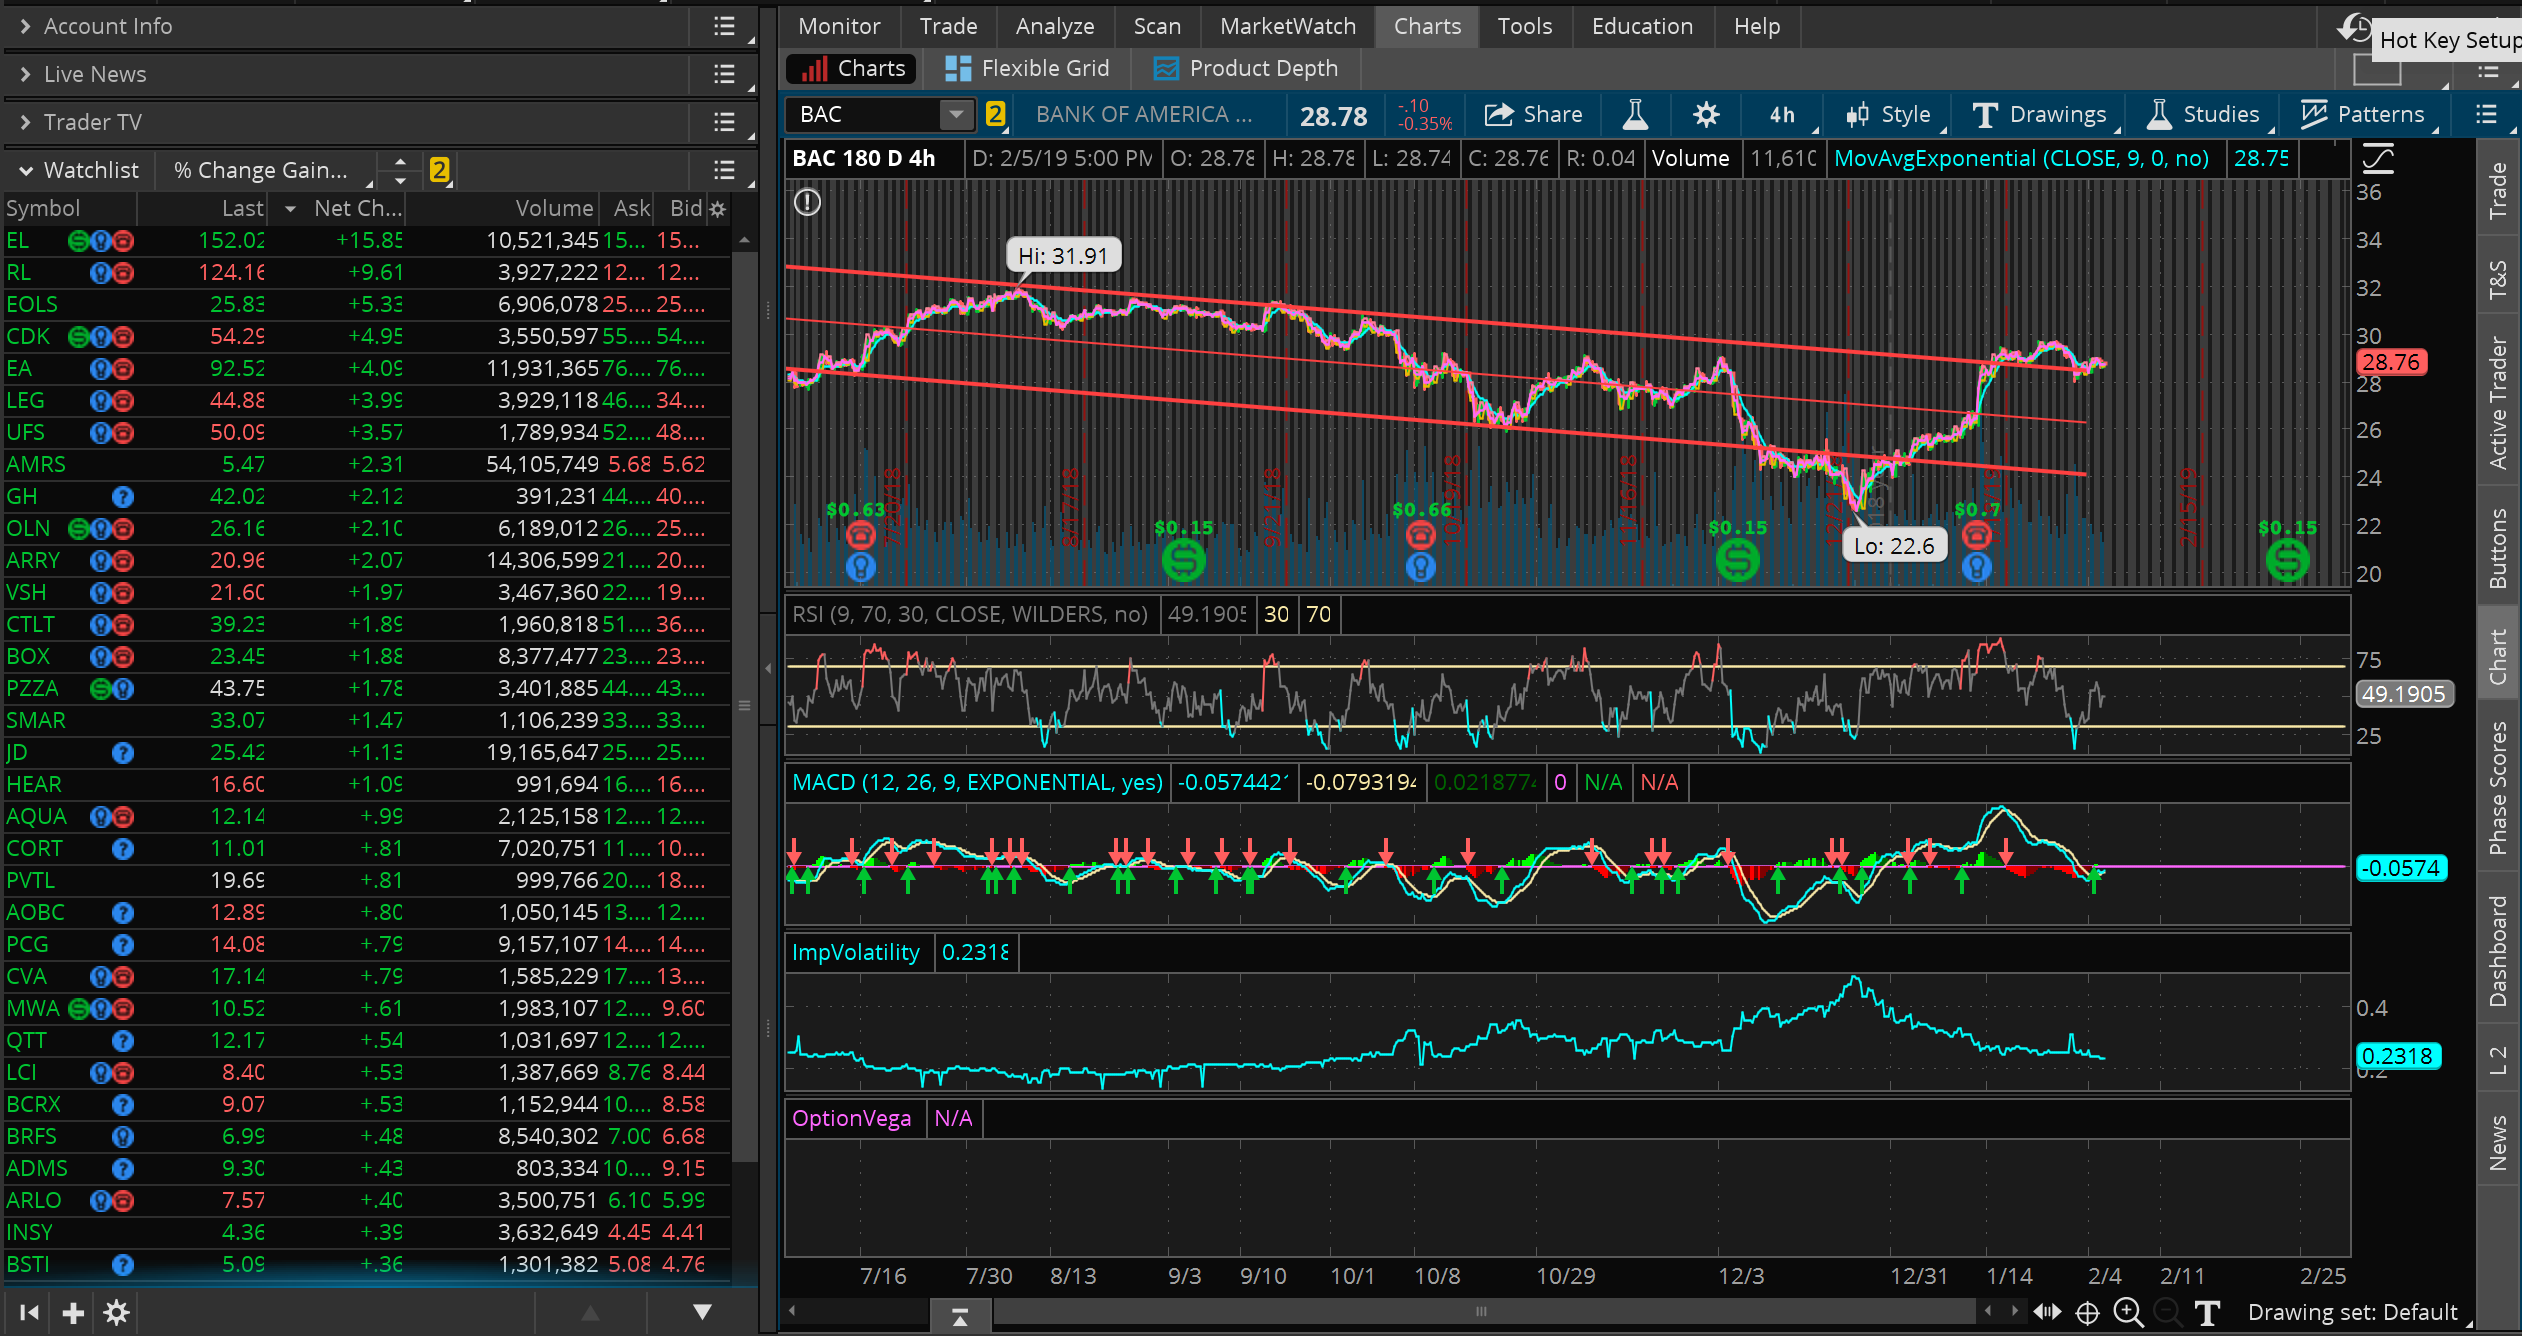 Account Info
Live News
Trader TV
Watchlist % Change Gain... 2
Symbol Last Net Ch... Volume Ask Bid
EL 152.02 +15.85 10,521,345 15... 15...
RL 124.16 +9.61 3,927,222 12... 12...
EOLS 25.83 +5.33 6,906,078 25.... 25....
CDK 54.29 +4.95 3,550,597 55.... 54....
EA 92.52 +4.09 11,931,365 76.... 76....
LEG 44.88 +3.99 3,929,118 46.... 34....
UFS 50.09 +3.57 1,789,934 52.... 48....
AMRS 5.47 +2.31 54,105,749 5.68 5.62
GH 42.02 +2.12 391,231 44.... 40....
OLN 26.16 +2.10 6,189,012 26.... 25....
ARRY 20.96 +2.07 14,306,599 21.... 20....
VSH 21.60 +1.97 3,467,360 22.... 19....
CTLT 39.23 +1.89 1,960,818 51.... 36....
BOX 23.45 +1.88 8,377,477 23.... 23....
PZZA 43.75 +1.78 3,401,885 44.... 43....
SMAR 33.07 +1.47 1,106,239 33.... 33....
JD 25.42 +1.13 19,165,647 25.... 25....
HEAR 16.60 +1.09 991,694 16.... 16....
AQUA 12.14 +.99 2,125,158 12.... 12....
CORT 11.01 +.81 7,020,751 11.... 10....
PVTL 19.69 +.81 999,766 20.... 18....
AOBC 12.89 +.80 1,050,145 13.... 12....
PCG 14.08 +.79 9,157,107 14.... 14....
CVA 17.14 +.79 1,585,229 17.... 13....
MWA 10.52 +.61 1,983,107 12.... 9.60
QTT 12.17 +.54 1,031,697 12.... 12....
LCI 8.40 +.53 1,387,669 8.76 8.44
BCRX 9.07 +.53 1,152,944 10.... 8.58
BRFS 6.99 +.48 8,540,302 7.00 6.68
ADMS 9.30 +.43 803,334 10.... 9.15
ARLO 7.57 +.40 3,500,751 6.10 5.99
INSY 4.36 +.39 3,632,649 4.45 4.41
BSTI 5.09 +.36 1,301,382 5.08 4.76
Monitor Trade Analyze Scan MarketWatch Charts Tools Education Help
Hot Key Setup
Charts Flexible Grid Product Depth
BAC 2 BANK OF AMERICA ... 28.78 -.10 -0.35% Share 4h Style Drawings Studies Patterns
BAC 180 D 4h D: 2/5/19 5:00 PM O: 28.78 H: 28.78 L: 28.74 C: 28.76 R: 0.04 Volume 11,610 MovAvgExponential (CLOSE, 9, 0, no) 28.75
36
34
32
30
28.76
28
26
24
22
20
Hi: 31.91
Lo: 22.6
$0.63 $0.15 $0.66 $0.15 $0.7 $0.15
7/20/18
8/17/18
9/21/18
11/16/18
2/15/19
RSI (9, 70, 30, CLOSE, WILDERS, no) 49.1905 30 70
75
49.1905
25
MACD (12, 26, 9, EXPONENTIAL, yes) -0.057442 -0.079319 0.021877 0 N/A N/A
-0.0574
ImpVolatility 0.2318
0.4
0.2318
0.2
OptionVega N/A
7/16 7/30 8/13 9/3 9/10 10/1 10/8 10/29 12/3 12/31 1/14 2/4 2/11 2/25
Drawing set: Default
Trade
T&S
Active Trader
Buttons
Chart
Phase Scores
Dashboard
L 2
News